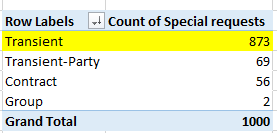 Row Labels Count of Special requests
Transient 873
Transient-Party 69
Contract 56
Group 2
Grand Total 1000